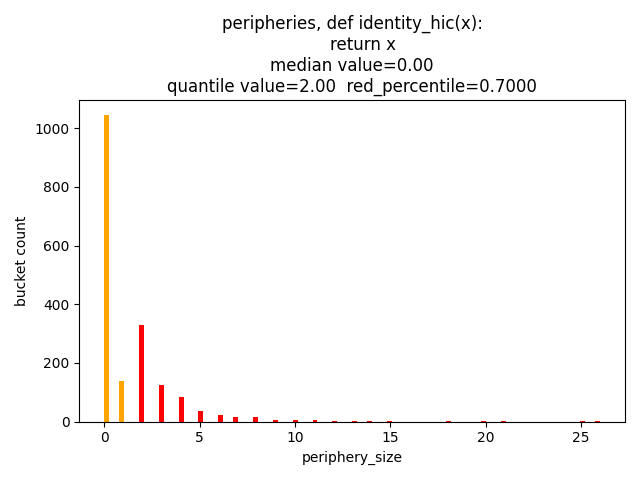 peripheries, def identity_hic(x):
return x
median value=0.00
quantile value=2.00  red_percentile=0.7000
1000
800
600
400
200
0
bucket count
0 5 10 15 20 25
periphery_size